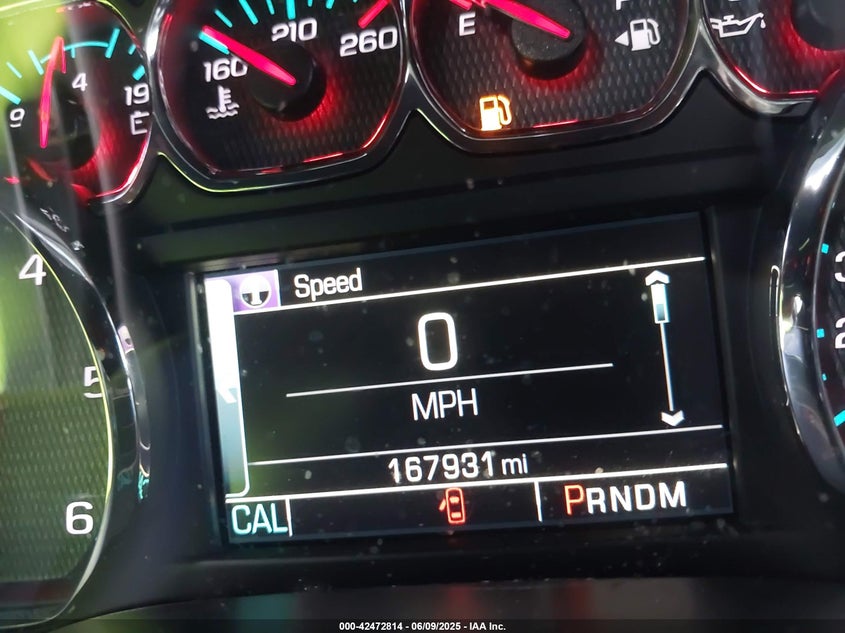 9 4 19 E
160 210 260
E
4
5
6
Speed
0
MPH
167931 mi
CAL PRNDM
000-42472814 - 06/09/2025 - IAA Inc.